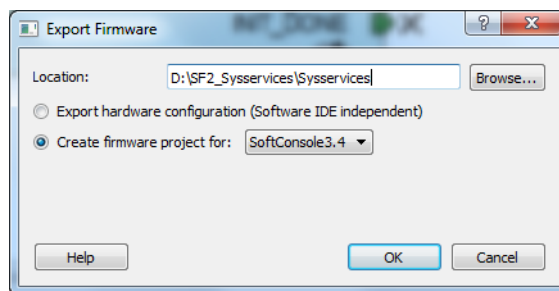 INIT_DONE
Export Firmware
Location: D:\SF2_Sysservices\Sysservices Browse...
Export hardware configuration (Software IDE independent)
Create firmware project for: SoftConsole3.4
Help OK Cancel